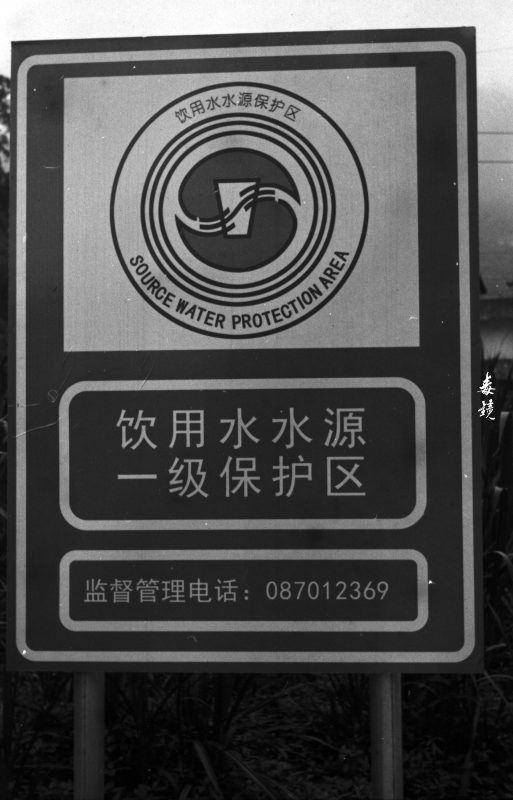 饮用水水源保护区
SOURCE WATER PROTECTION AREA
饮用水水源
一级保护区
监督管理电话：087012369